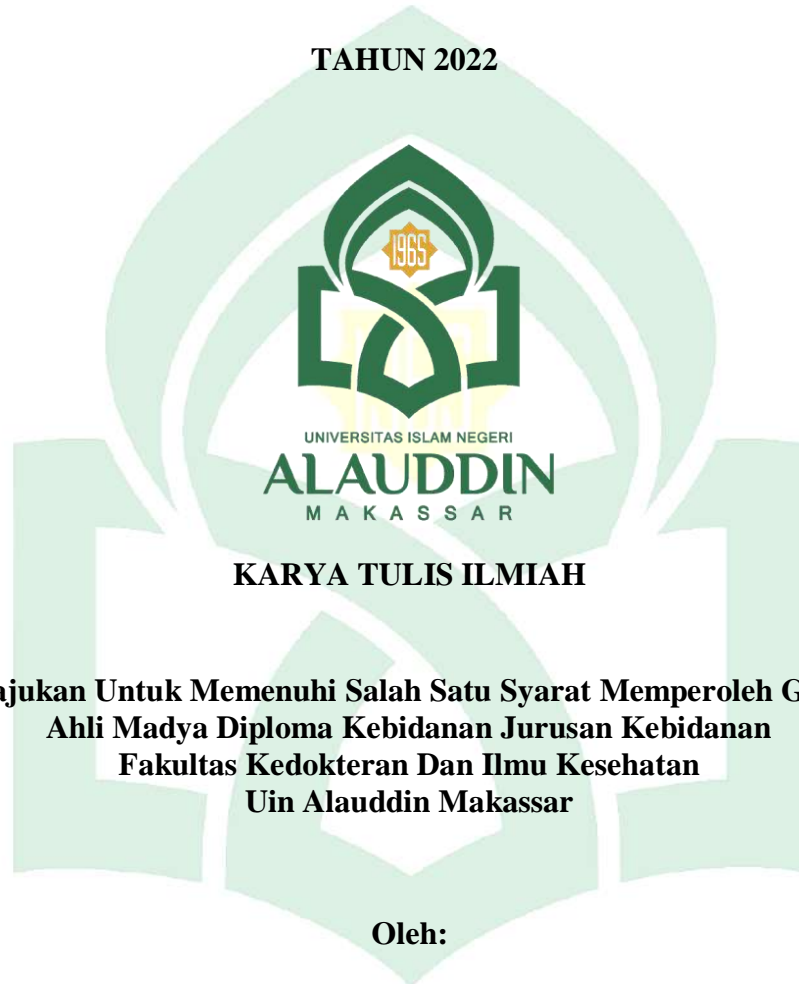 TAHUN 2022
1965
UNIVERSITAS ISLAM NEGERI
ALAUDDIN
MAKASSAR
KARYA TULIS ILMIAH
ajukan Untuk Memenuhi Salah Satu Syarat Memperoleh G
Ahli Madya Diploma Kebidanan Jurusan Kebidanan
Fakultas Kedokteran Dan Ilmu Kesehatan
Uin Alauddin Makassar
Oleh: